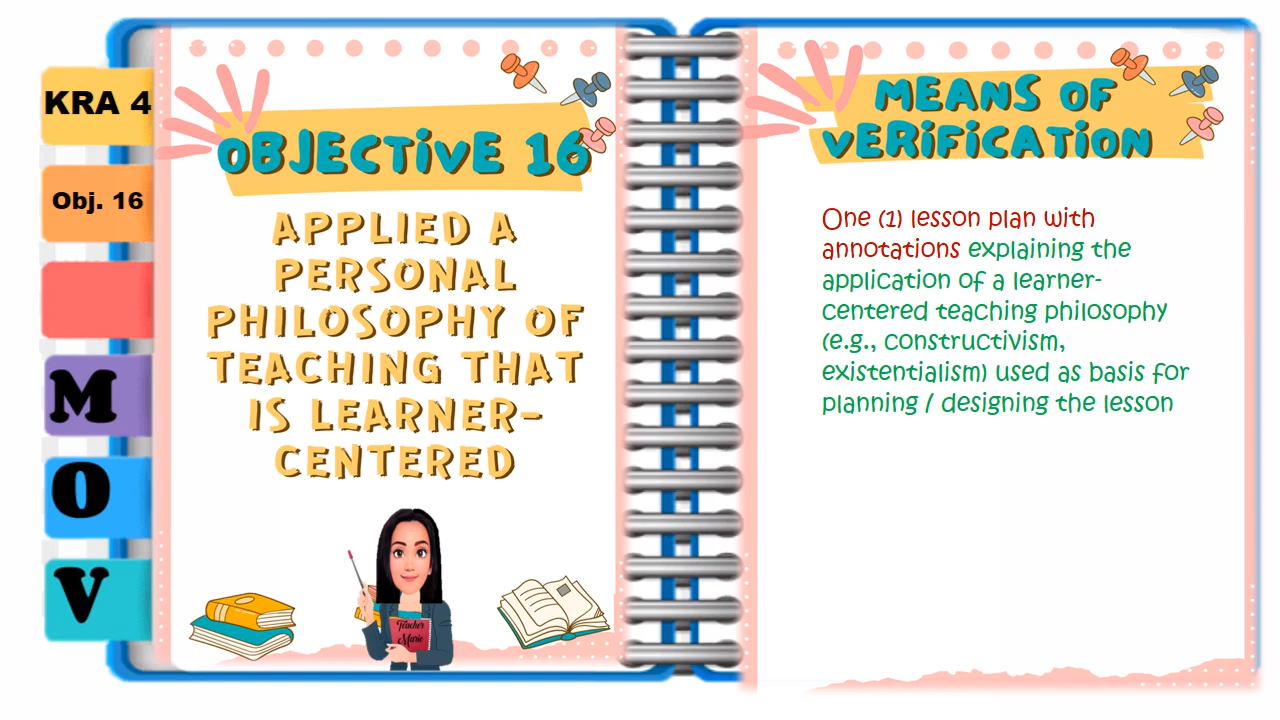 KRA 4
Obj. 16
M
O
V
OBJECTiVE 16
APPLIED A
PERSONAL
PHILOSOPHY OF
TEACHING THAT
IS LEARNER-
CENTERED
Teacher
Marie
MEANS OF
VERiFiCATiON
One (1) lesson plan with
annotations explaining the
application of a learner-
centered teaching philosophy
(e.g., constructivism,
existentialism) used as basis for
planning / designing the lesson